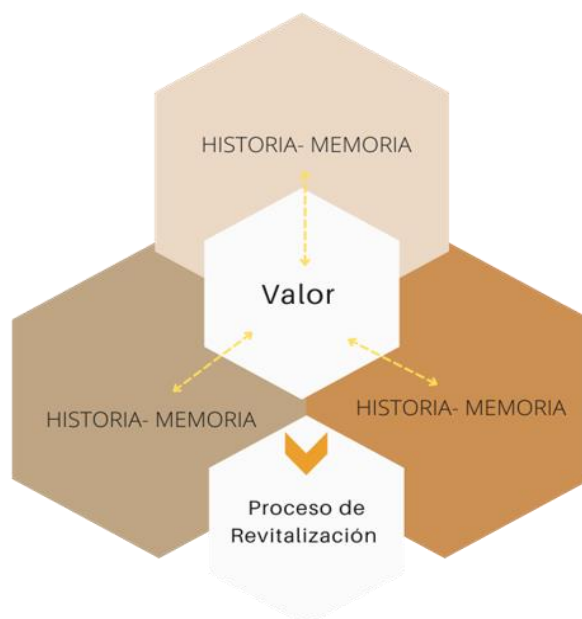 HISTORIA- MEMORIA
Valor
HISTORIA- MEMORIA
HISTORIA- MEMORIA
Proceso de
Revitalización